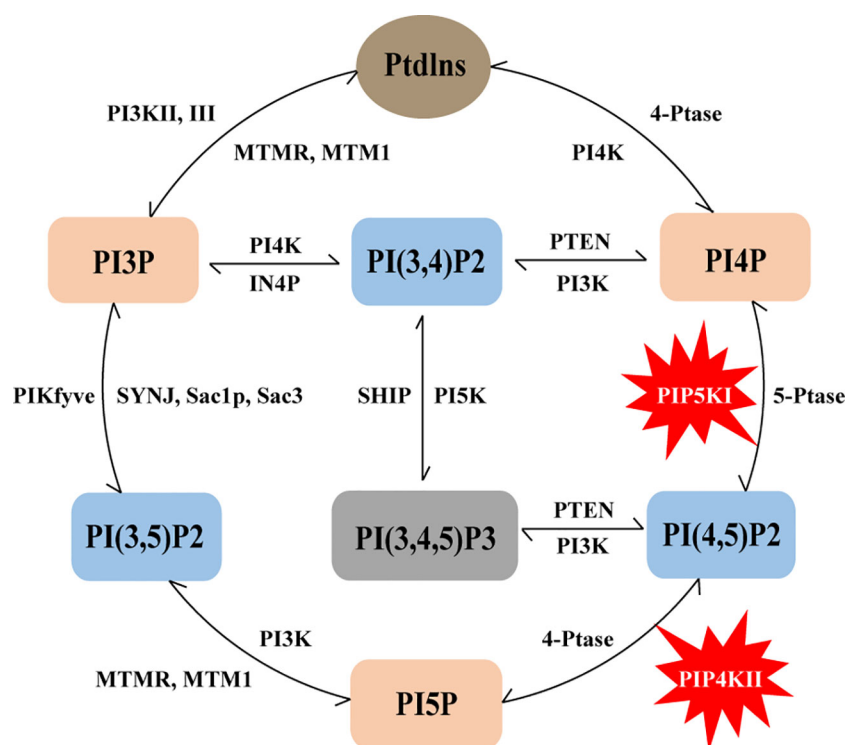 PtdIns
PI3KII, III
4-Ptase
MTMR, MTM1
PI4K
PI3P
PI4K
IN4P
PI(3,4)P2
PTEN
PI3K
PI4P
PIKfyve
SYNJ, Sac1p, Sac3
SHIP
PI5K
PIP5KI
5-Ptase
PI(3,5)P2
PI(3,4,5)P3
PTEN
PI3K
PI(4,5)P2
PI3K
4-Ptase
MTMR, MTM1
PIP4KII
PI5P